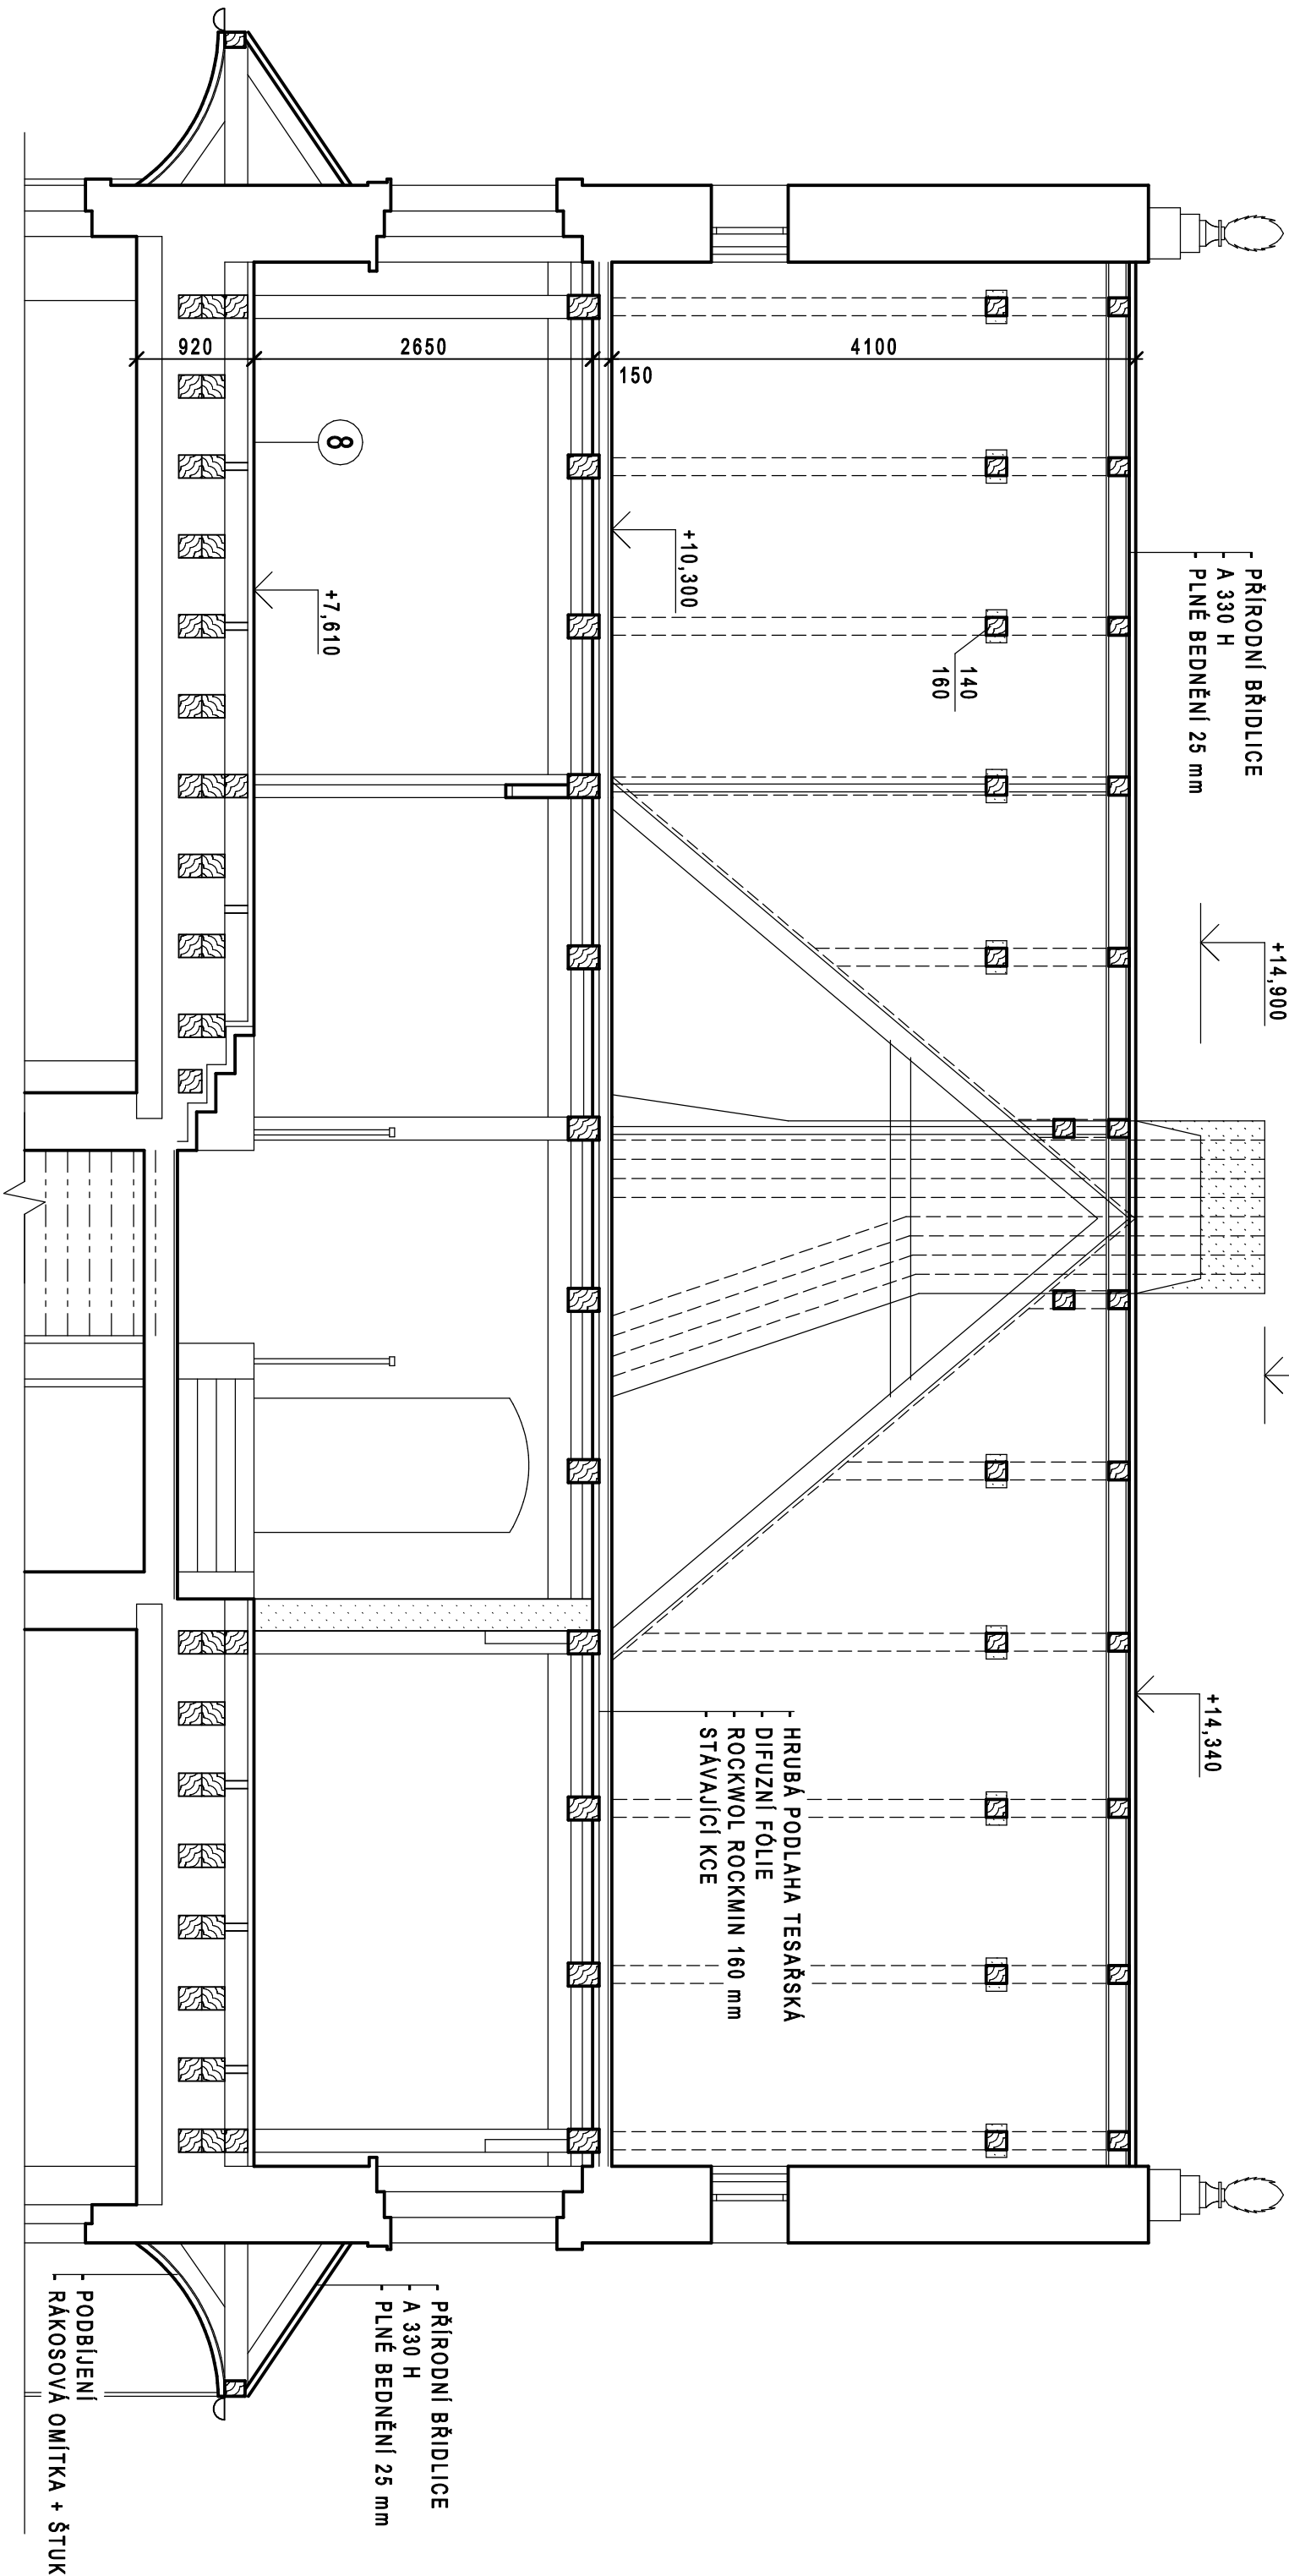 PŘÍRODNÍ BŘIDLICE
A 330 H
PLNÉ BEDNĚNÍ 25 mm
+14,900
+14,340
4100
140
160
+10,300
150
HRUBÁ PODLAHA TESAŘSKÁ
DIFUZNÍ FÓLIE
ROCKWOL ROCKMIN 160 mm
STÁVAJÍCÍ KCE
2650
8
+7,610
920
PŘÍRODNÍ BŘIDLICE
A 330 H
PLNÉ BEDNĚNÍ 25 mm
PODBÍJENÍ
RÁKOSOVÁ OMÍTKA + ŠTUK